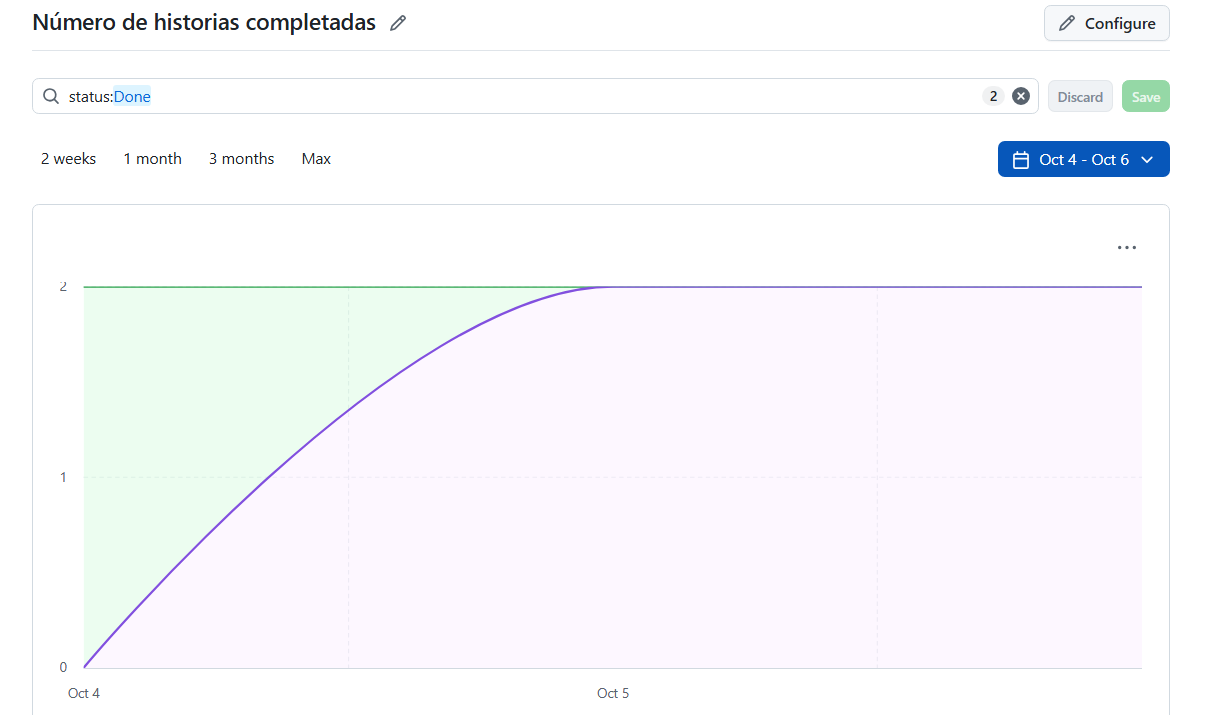 Número de historias completadas
Configure
status:Done
2
Discard
Save
2 weeks
1 month
3 months
Max
Oct 4 - Oct 6
2
1
0
Oct 4
Oct 5